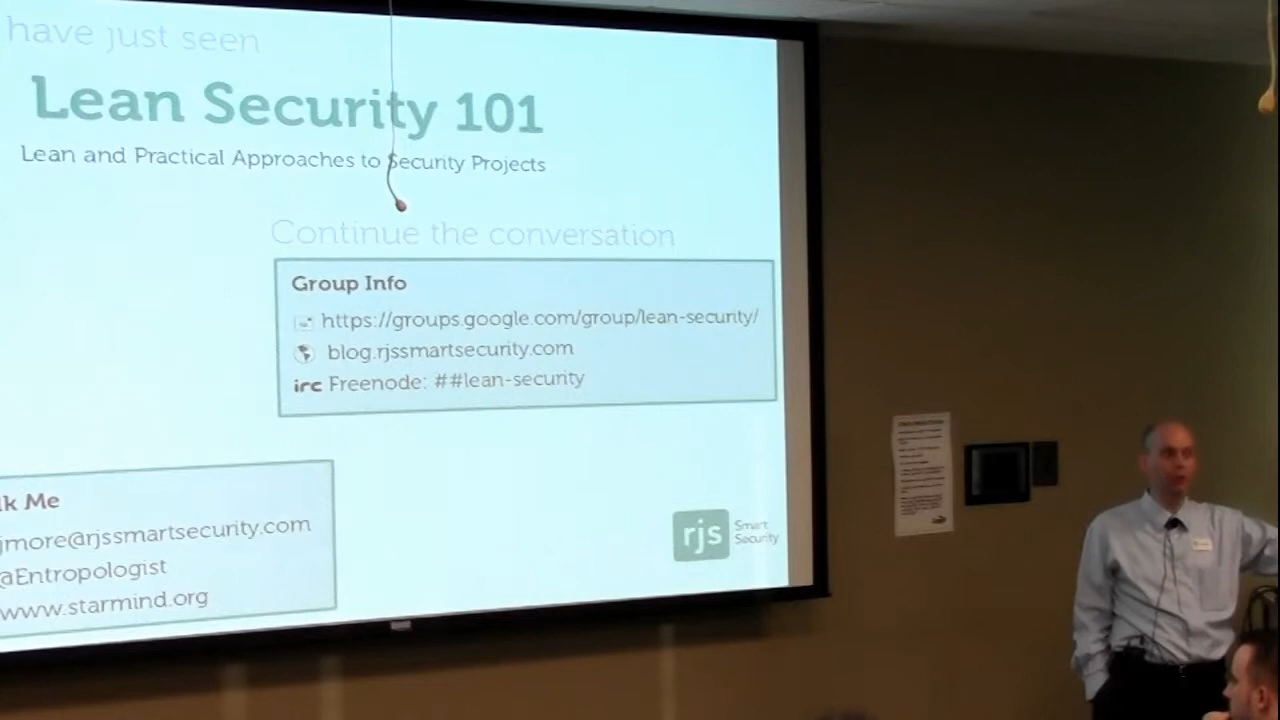 have just seen
Lean Security 101
Lean and Practical Approaches to Security Projects
Continue the conversation
Group Info
https://groups.google.com/group/lean-security/
blog.rjssmartsecurity.com
irc Freenode: ##lean-security
lk Me
jmore@rjssmartsecurity.com
@Entropologist
www.starmind.org
rjs Smart
Security